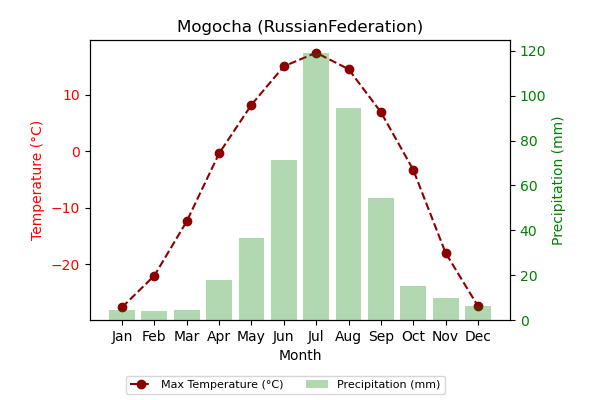 Mogocha (RussianFederation)
10
0
−10
−20
Temperature (°C)
120
100
80
60
40
20
0
Precipitation (mm)
Jan Feb Mar Apr May Jun Jul Aug Sep Oct Nov Dec
Month
Max Temperature (°C) Precipitation (mm)